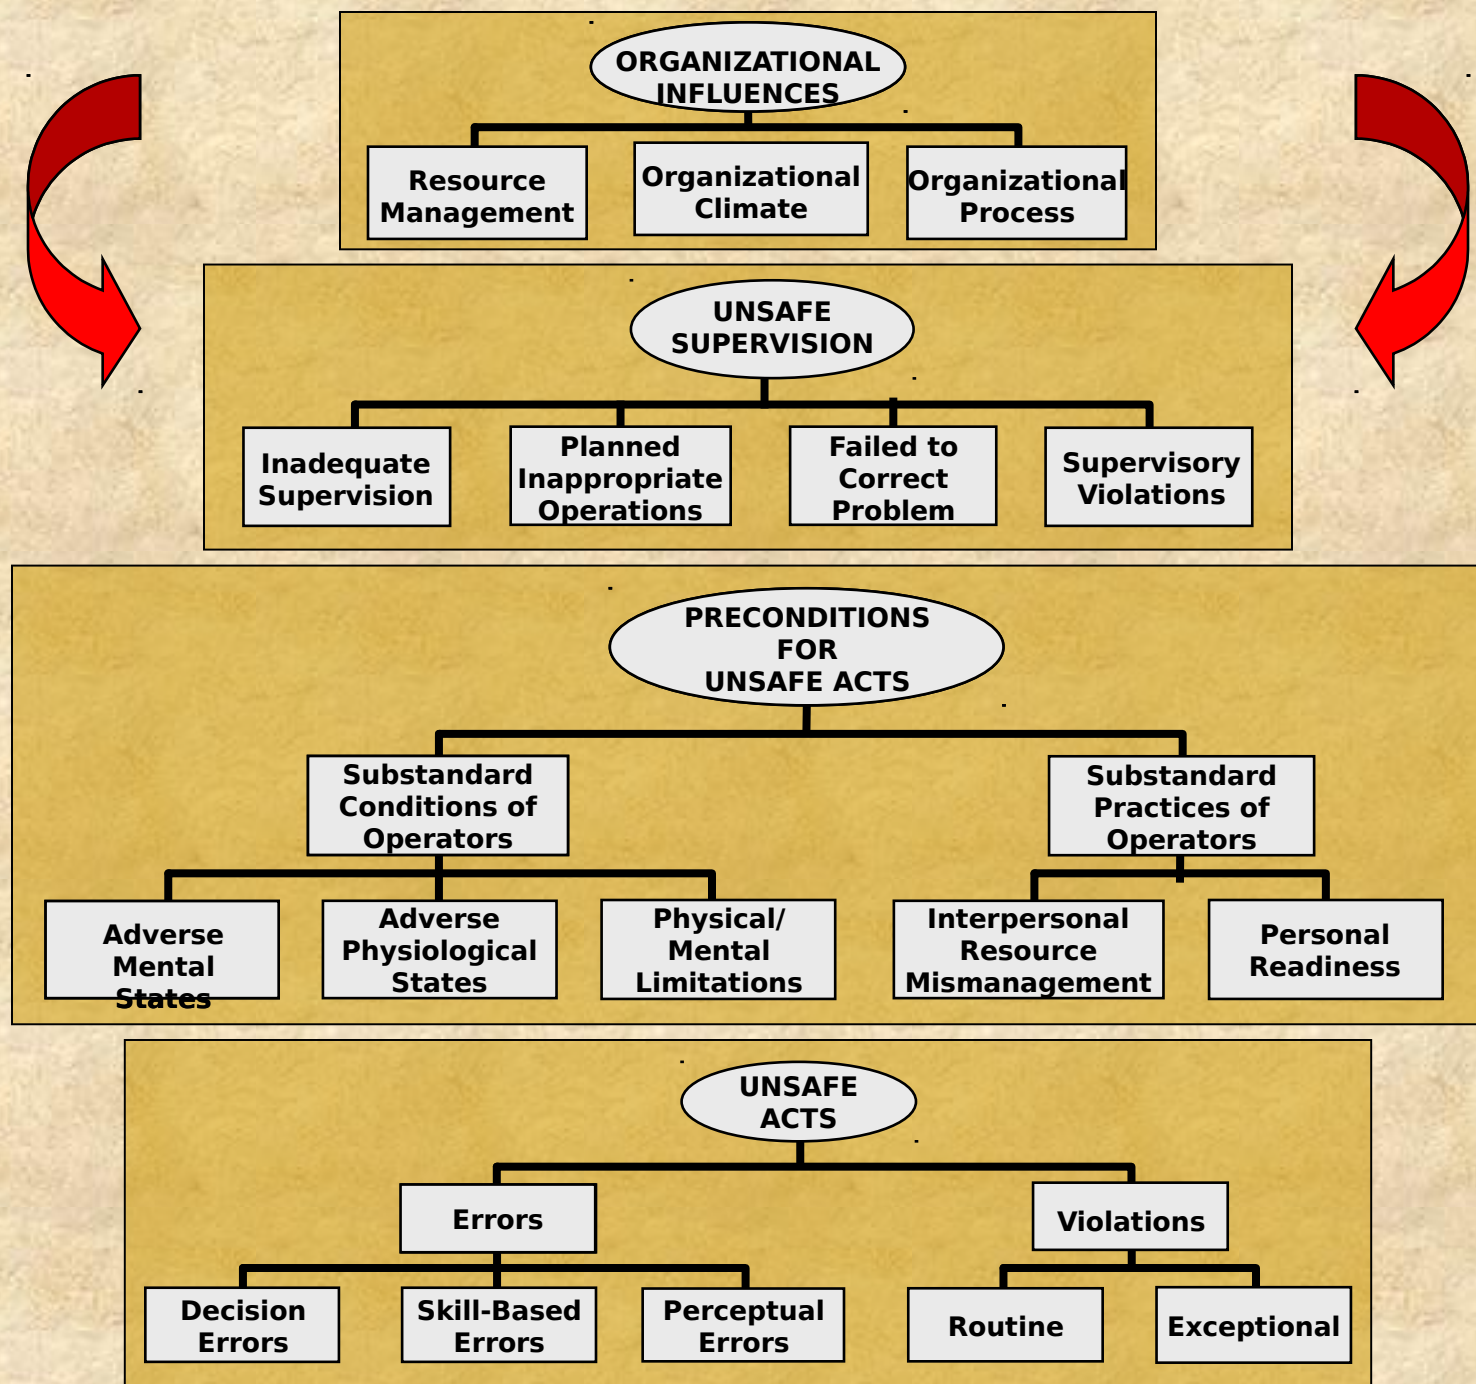 ORGANIZATIONAL
INFLUENCES
Resource
Management
Organizational
Climate
Organizational
Process
UNSAFE
SUPERVISION
Inadequate
Supervision
Planned
Inappropriate
Operations
Failed to
Correct
Problem
Supervisory
Violations
PRECONDITIONS
FOR
UNSAFE ACTS
Substandard
Conditions of
Operators
Substandard
Practices of
Operators
Adverse
Mental
States
Adverse
Physiological
States
Physical/
Mental
Limitations
Interpersonal
Resource
Mismanagement
Personal
Readiness
UNSAFE
ACTS
Errors
Violations
Decision
Errors
Skill-Based
Errors
Perceptual
Errors
Routine
Exceptional